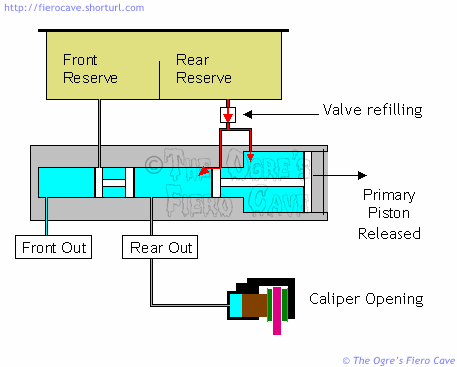 http://fierocave.shorturl.com
Front
Reserve
Rear
Reserve
Valve refilling
©The Ogre's
Fiero Cave
Primary
Piston
Released
Front Out
Rear Out
Caliper Opening
© The Ogre's Fiero Cave